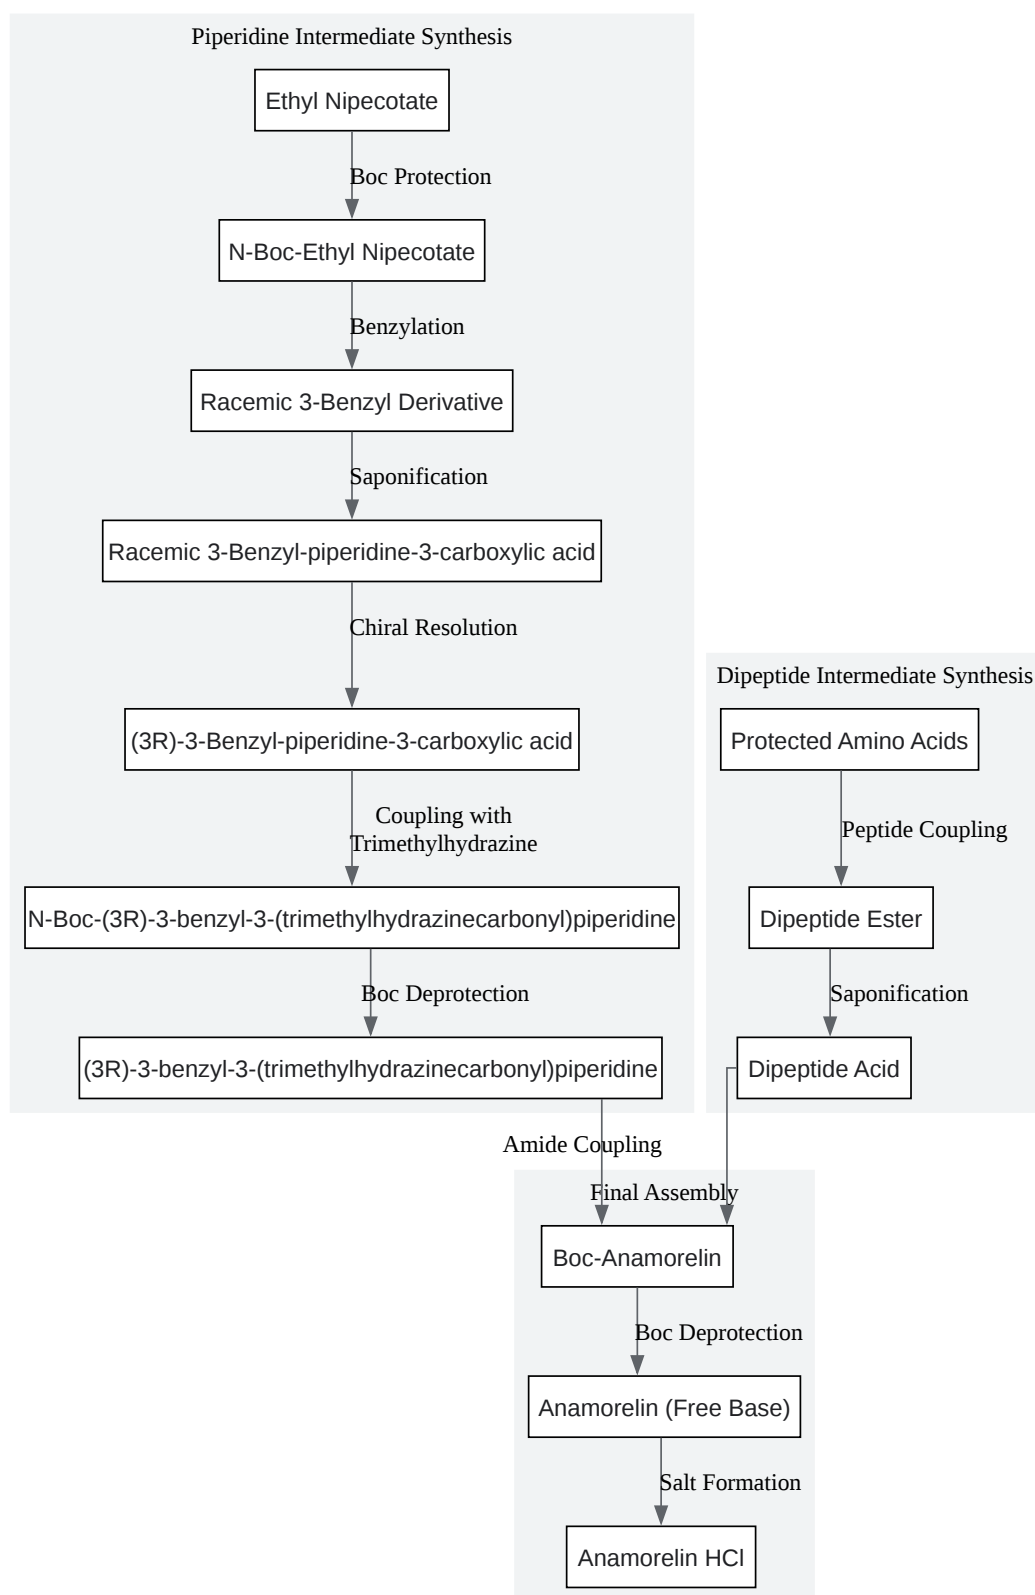 Piperidine Intermediate Synthesis
Ethyl Nipecotate
Boc Protection
N-Boc-Ethyl Nipecotate
Benzylation
Racemic 3-Benzyl Derivative
Saponification
Racemic 3-Benzyl-piperidine-3-carboxylic acid
Chiral Resolution
(3R)-3-Benzyl-piperidine-3-carboxylic acid
Coupling with
Trimethylhydrazine
N-Boc-(3R)-3-benzyl-3-(trimethylhydrazinecarbonyl)piperidine
Boc Deprotection
(3R)-3-benzyl-3-(trimethylhydrazinecarbonyl)piperidine
Dipeptide Intermediate Synthesis
Protected Amino Acids
Peptide Coupling
Dipeptide Ester
Saponification
Dipeptide Acid
Amide Coupling
Final Assembly
Boc-Anamorelin
Boc Deprotection
Anamorelin (Free Base)
Salt Formation
Anamorelin HCl